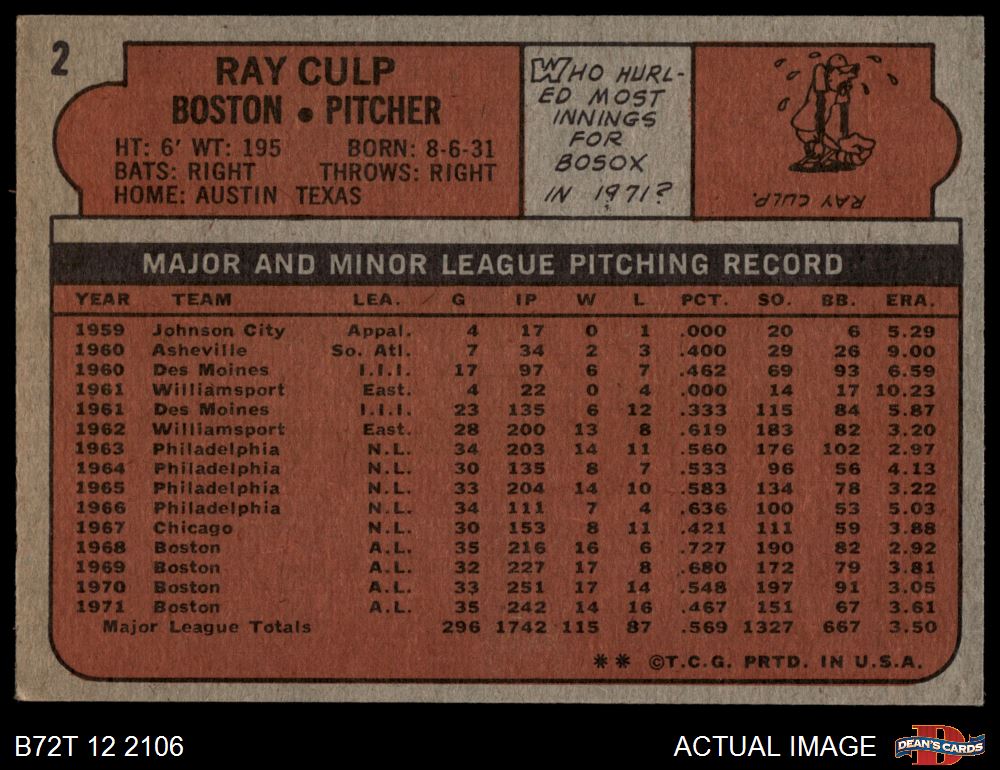 2
RAY CULP
BOSTON • PITCHER
HT: 6' WT: 195 BORN: 8-6-31
BATS: RIGHT THROWS: RIGHT
HOME: AUSTIN TEXAS
WHO HURL-
ED MOST
INNINGS
FOR
BOSOX
IN 1971?
RAY CULP.
MAJOR AND MINOR LEAGUE PITCHING RECORD
YEAR TEAM LEA. G IP W L PCT. SO. BB. ERA.
1959 Johnson City Appal. 4 17 0 1 .000 20 6 5.29
1960 Asheville So. Atl. 7 34 2 3 .400 29 26 9.00
1960 Des Moines I.I.I. 17 97 6 7 .462 69 93 6.59
1961 Williamsport East. 4 22 0 4 .000 14 17 10.23
1961 Des Moines I.I.I. 23 135 6 12 .333 115 84 5.87
1962 Williamsport East. 28 200 13 8 .619 183 82 3.20
1963 Philadelphia N.L. 34 203 14 11 .560 176 102 2.97
1964 Philadelphia N.L. 30 135 8 7 .533 96 56 4.13
1965 Philadelphia N.L. 33 204 14 10 .583 134 78 3.22
1966 Philadelphia N.L. 34 111 7 4 .636 100 53 5.03
1967 Chicago N.L. 30 153 8 11 .421 111 59 3.88
1968 Boston A.L. 35 216 16 6 .727 190 82 2.92
1969 Boston A.L. 32 227 17 8 .680 172 79 3.81
1970 Boston A.L. 33 251 17 14 .548 197 91 3.05
1971 Boston A.L. 35 242 14 16 .467 151 67 3.61
Major League Totals 296 1742 115 87 .569 1327 667 3.50
** ©T.C.G. PRTD. IN U.S.A.
B72T 12 2106
ACTUAL IMAGE
DEAN'S CARDS